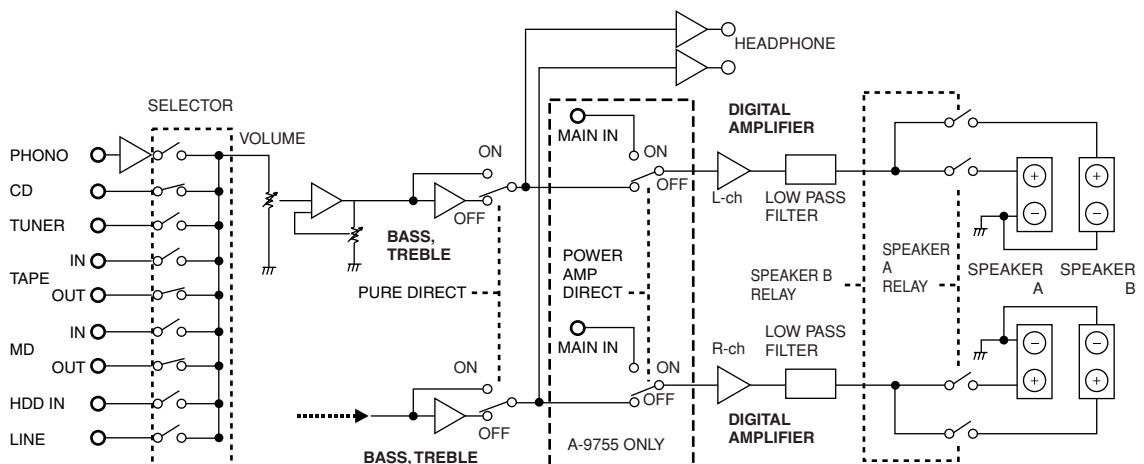 HEADPHONE
SELECTOR
VOLUME
PHONO
CD
TUNER
IN
TAPE
OUT
IN
MD
OUT
HDD IN
LINE
ON
OFF
BASS,
TREBLE
PURE DIRECT
ON
OFF
BASS, TREBLE
MAIN IN
ON
OFF
POWER
AMP
DIRECT
MAIN IN
ON
OFF
A-9755 ONLY
DIGITAL
AMPLIFIER
L-ch
LOW PASS
FILTER
SPEAKER B
RELAY
SPEAKER
A
RELAY
+
−
+
−
SPEAKER
A
SPEAKER
B
LOW PASS
FILTER
R-ch
DIGITAL
AMPLIFIER
−
+
−
+